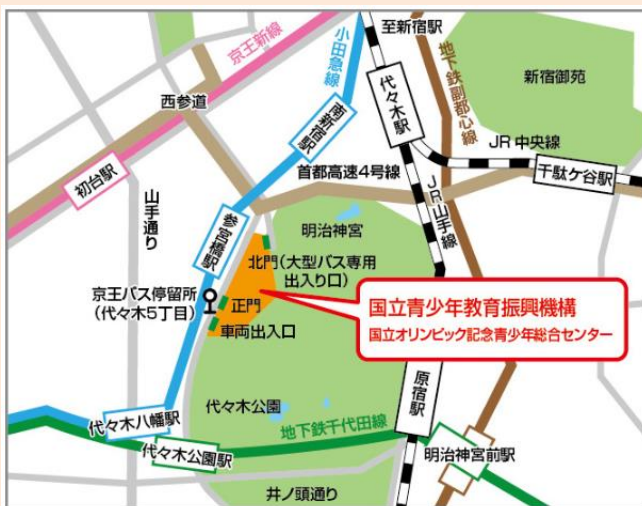 京王新線
小田急線
至新宿駅
地下鉄副都心線
新宿御苑
西参道
南新宿駅
代々木駅
JR中央線
千駄ケ谷駅
初台駅
山手通り
首都高速4号線
参宮橋駅
明治神宮
JR山手線
北門(大型バス専用
出入り口)
京王バス停留所
(代々木5丁目)
正門
車両出入口
国立青少年教育振興機構
国立オリンピック記念青少年総合センター
原宿駅
代々木公園
代々木八幡駅
地下鉄千代田線
代々木公園駅
明治神宮前駅
井ノ頭通り